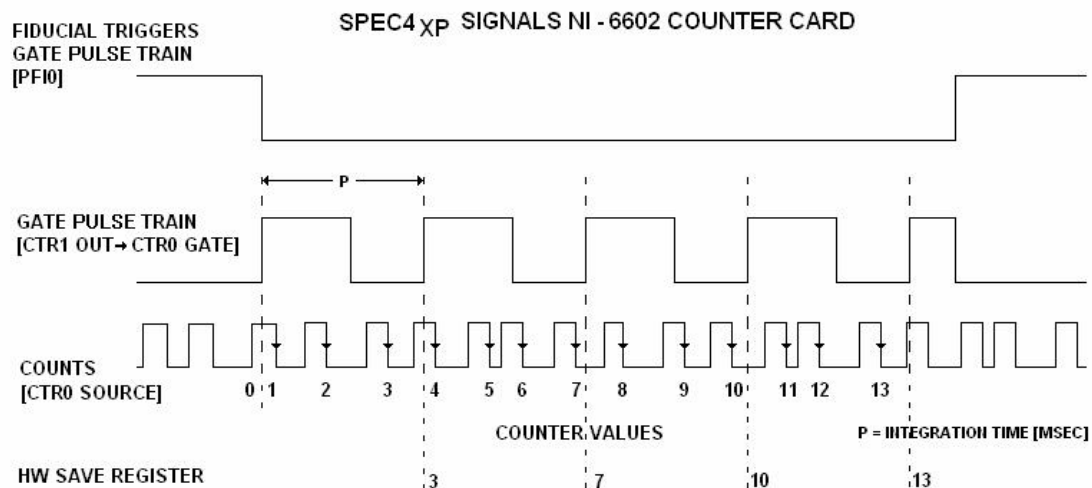 SPEC4 XP SIGNALS NI - 6602 COUNTER CARD
FIDUCIAL TRIGGERS
GATE PULSE TRAIN
[PFI0]
P
GATE PULSE TRAIN
[CTR1 OUT→ CTR0 GATE]
COUNTS
[CTR0 SOURCE]
0 1 2 3 4 5 6 7 8 9 10 11 12 13
COUNTER VALUES
P = INTEGRATION TIME [MSEC]
HW SAVE REGISTER
3 7 10 13